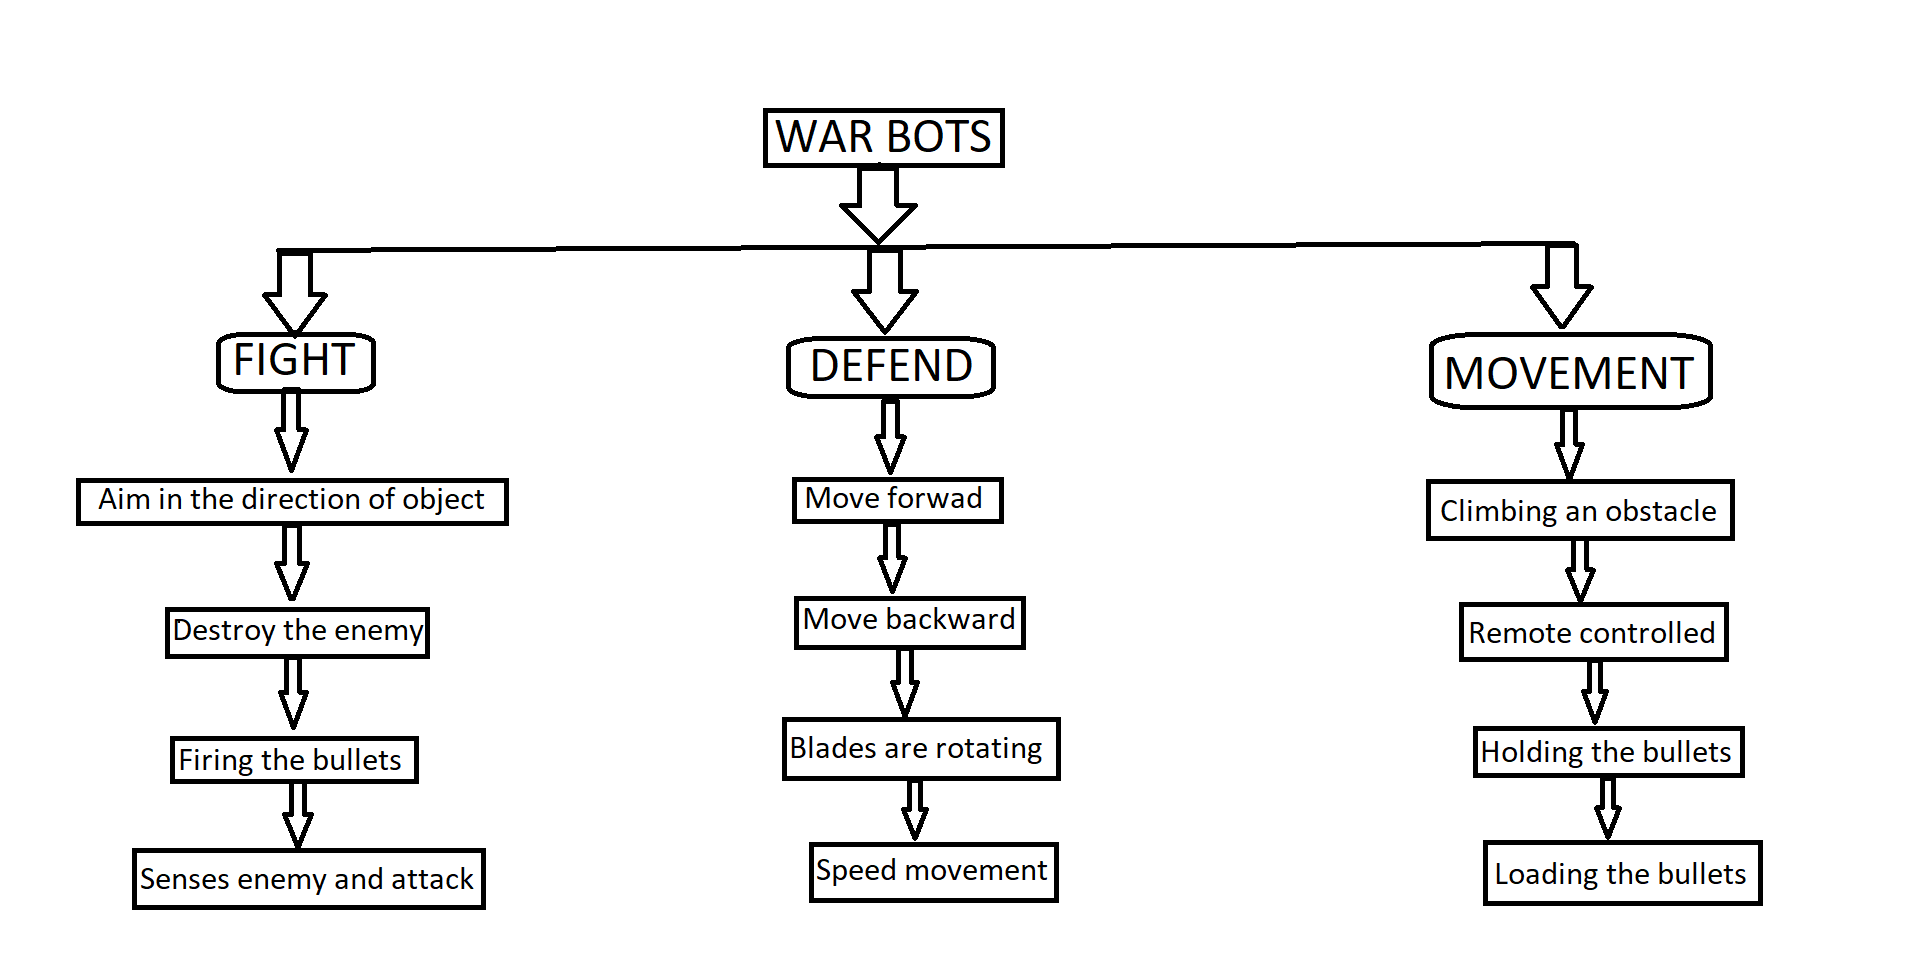 WAR BOTS
FIGHT
Aim in the direction of object
Destroy the enemy
Firing the bullets
Senses enemy and attack
DEFEND
Move forwad
Move backward
Blades are rotating
Speed movement
MOVEMENT
Climbing an obstacle
Remote controlled
Holding the bullets
Loading the bullets